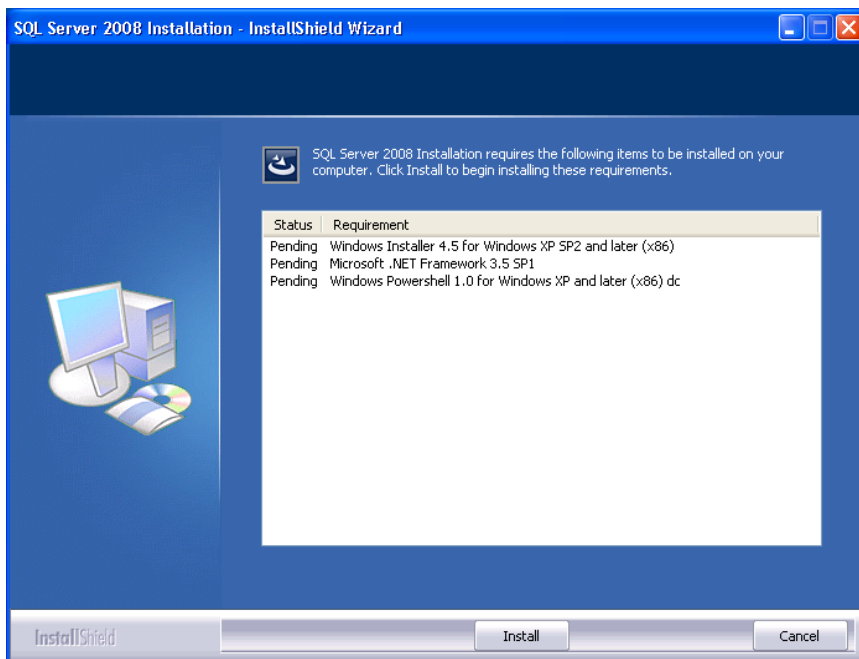 SQL Server 2008 Installation - InstallShield Wizard
SQL Server 2008 Installation requires the following items to be installed on your
computer. Click Install to begin installing these requirements.
Status Requirement
Pending Windows Installer 4.5 for Windows XP SP2 and later (x86)
Pending Microsoft .NET Framework 3.5 SP1
Pending Windows Powershell 1.0 for Windows XP and later (x86) dc
InstallShield
Install
Cancel